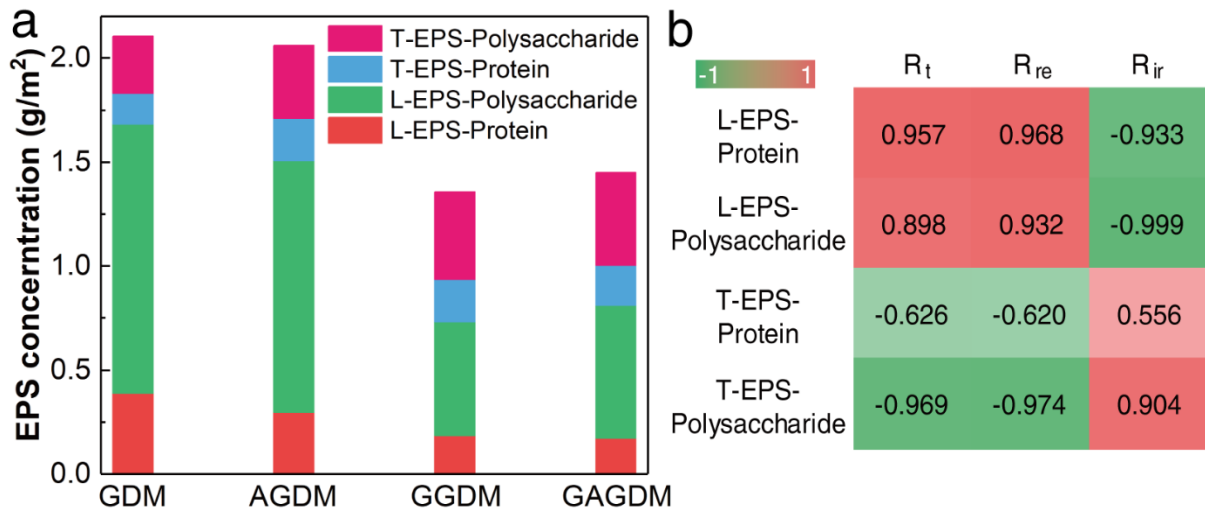 a
EPS concerntration (g/m²)
2.0
1.5
1.0
0.5
0.0
T-EPS-Polysaccharide
T-EPS-Protein
L-EPS-Polysaccharide
L-EPS-Protein
GDM AGDM GGDM GAGDM
b
-1 1
Rt Rre Rir
L-EPS-
Protein
0.957 0.968 -0.933
L-EPS-
Polysaccharide
0.898 0.932 -0.999
T-EPS-
Protein
-0.626 -0.620 0.556
T-EPS-
Polysaccharide
-0.969 -0.974 0.904